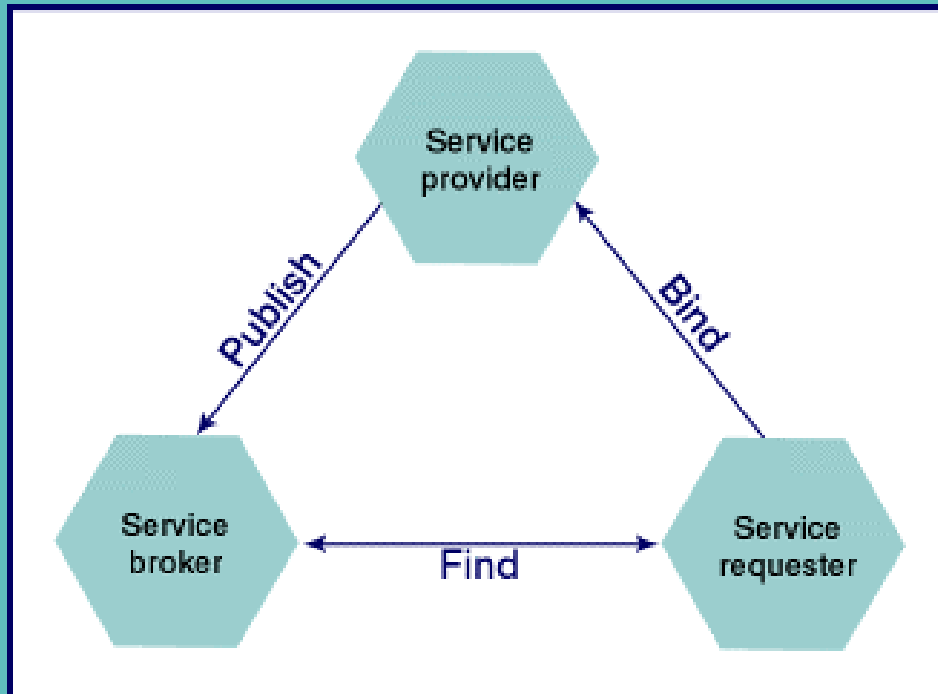 Service
provider
Publish
Bind
Service
broker
Find
Service
requester